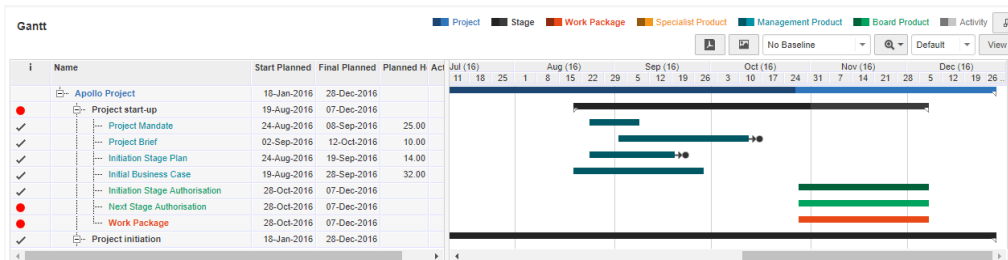 Gantt
Project Stage Work Package Specialist Product Management Product Board Product Activity
No Baseline Default View
i Name Start Planned Final Planned Planned H Act Jul (16) Aug (16) Sep (16) Oct (16) Nov (16) Dec (16)
11 18 25 1 8 15 22 29 5 12 19 26 3 10 17 24 31 7 14 21 28 5 12 19 26 ...
Apollo Project 18-Jan-2016 28-Dec-2016
Project start-up 19-Aug-2016 07-Dec-2016
Project Mandate 24-Aug-2016 08-Sep-2016 25.00
Project Brief 02-Sep-2016 12-Oct-2016 10.00
Initiation Stage Plan 24-Aug-2016 19-Sep-2016 14.00
Initial Business Case 19-Aug-2016 28-Sep-2016 32.00
Initiation Stage Authorisation 28-Oct-2016 07-Dec-2016
Next Stage Authorisation 28-Oct-2016 07-Dec-2016
Work Package 28-Oct-2016 07-Dec-2016
Project initiation 18-Jan-2016 28-Dec-2016